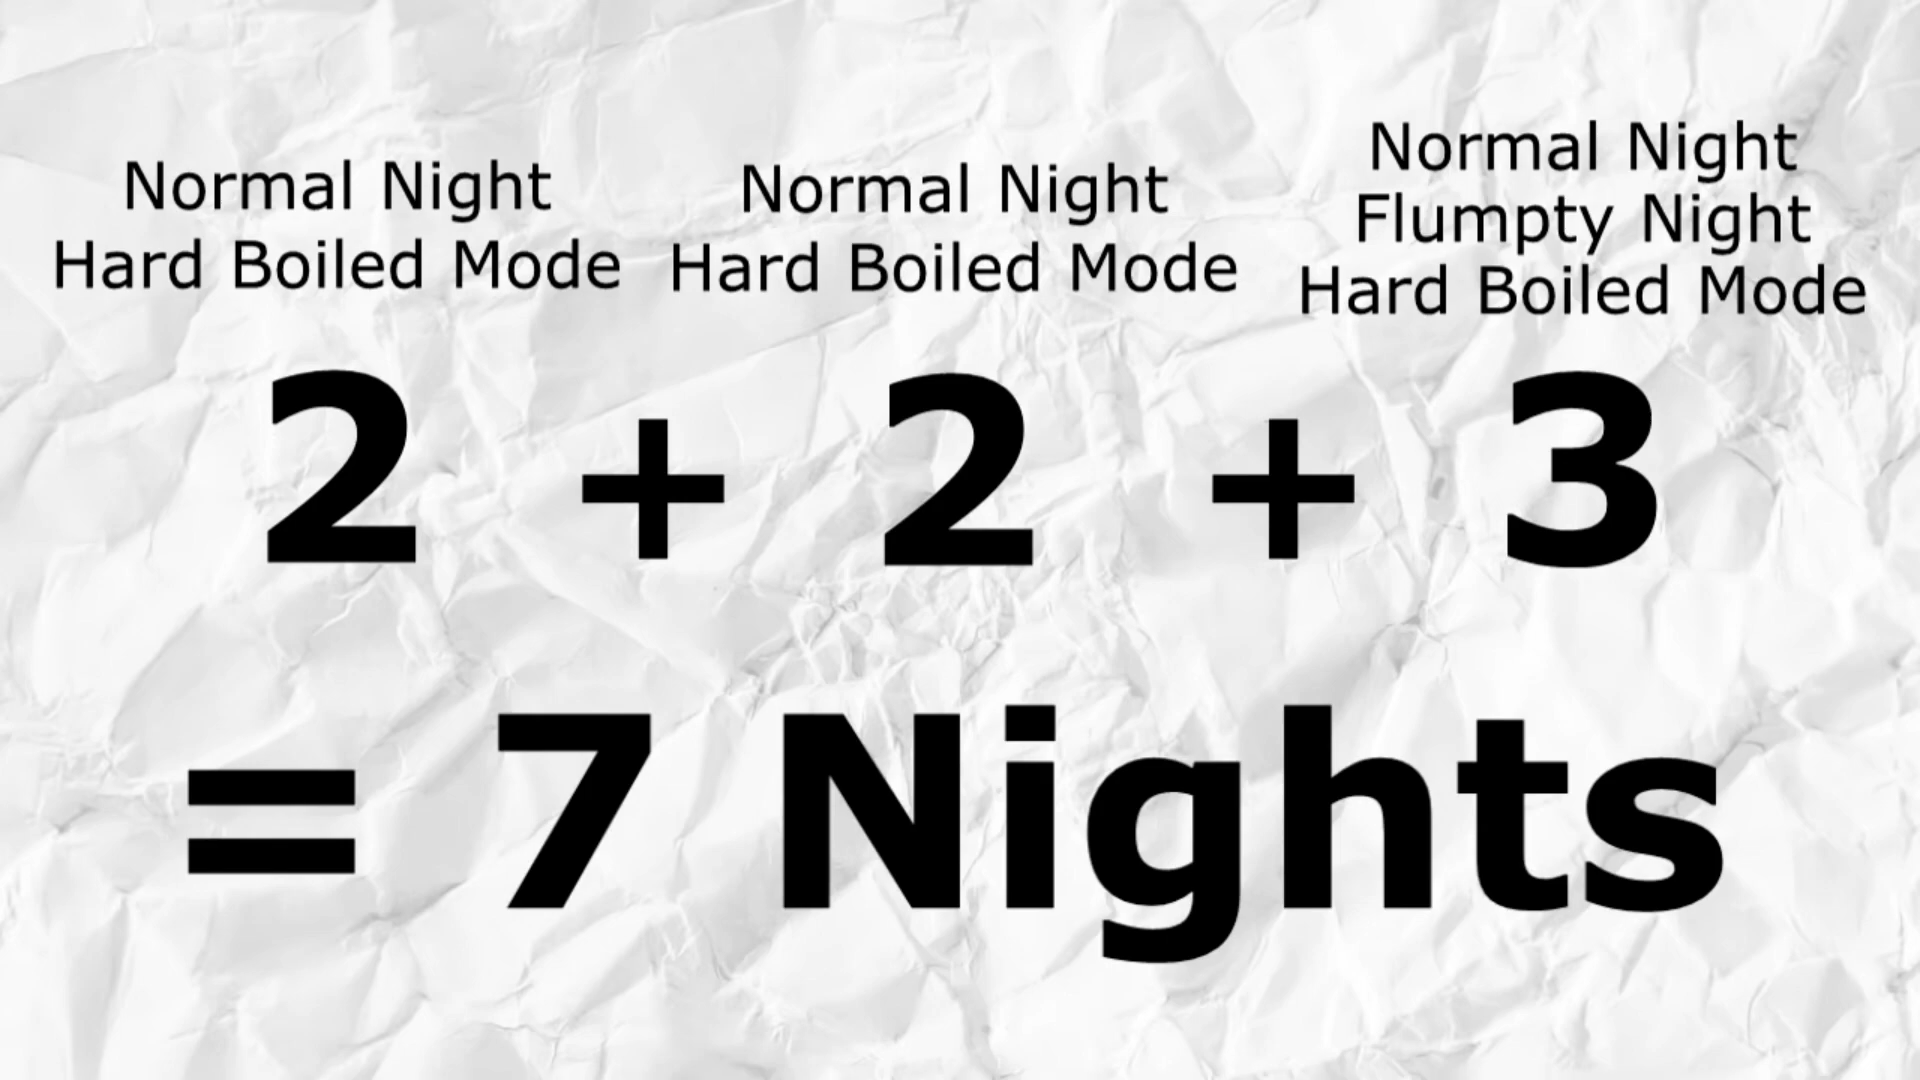 Normal Night
Hard Boiled Mode
Normal Night
Hard Boiled Mode
Normal Night
Flumpty Night
Hard Boiled Mode
2 + 2 + 3
= 7 Nights